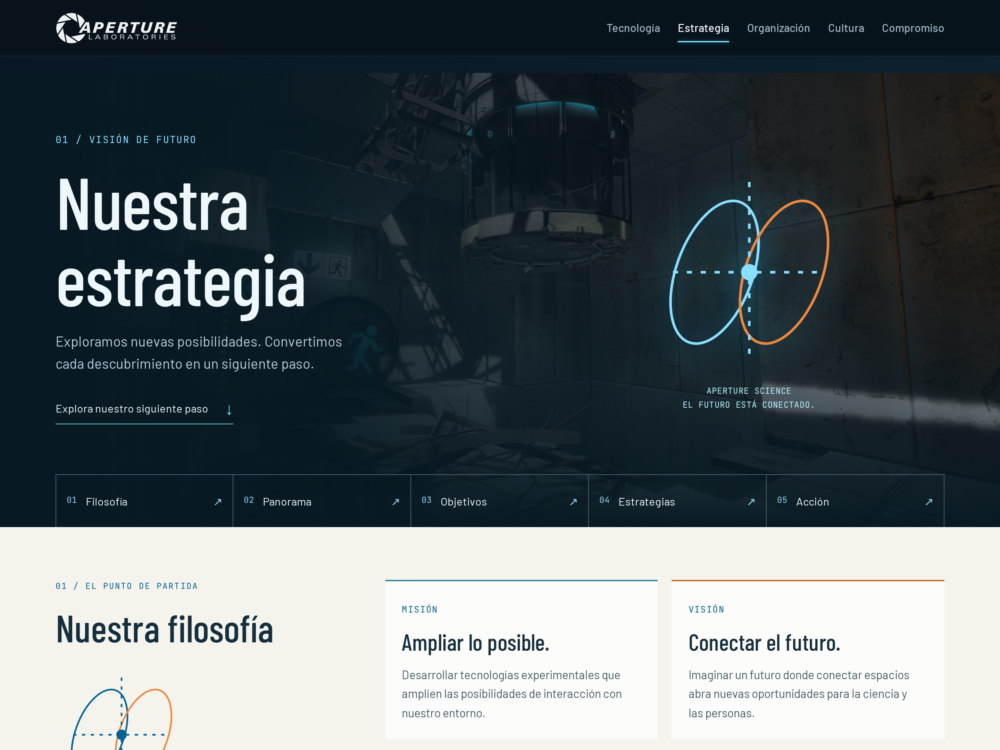 APERTURE
LABORATORIES
Tecnología
Estrategia
Organización
Cultura
Compromiso
01 / VISIÓN DE FUTURO
Nuestra
estrategia
Exploramos nuevas posibilidades. Convertimos
cada descubrimiento en un siguiente paso.
Explora nuestro siguiente paso ↓
APERTURE SCIENCE
EL FUTURO ESTÁ CONECTADO.
01 Filosofía ↗
02 Panorama ↗
03 Objetivos ↗
04 Estrategias ↗
05 Acción ↗
01 / EL PUNTO DE PARTIDA
Nuestra filosofía
MISIÓN
Ampliar lo posible.
Desarrollar tecnologías experimentales que
amplíen las posibilidades de interacción con
nuestro entorno.
VISIÓN
Conectar el futuro.
Imaginar un futuro donde conectar espacios
abra nuevas oportunidades para la ciencia y
las personas.